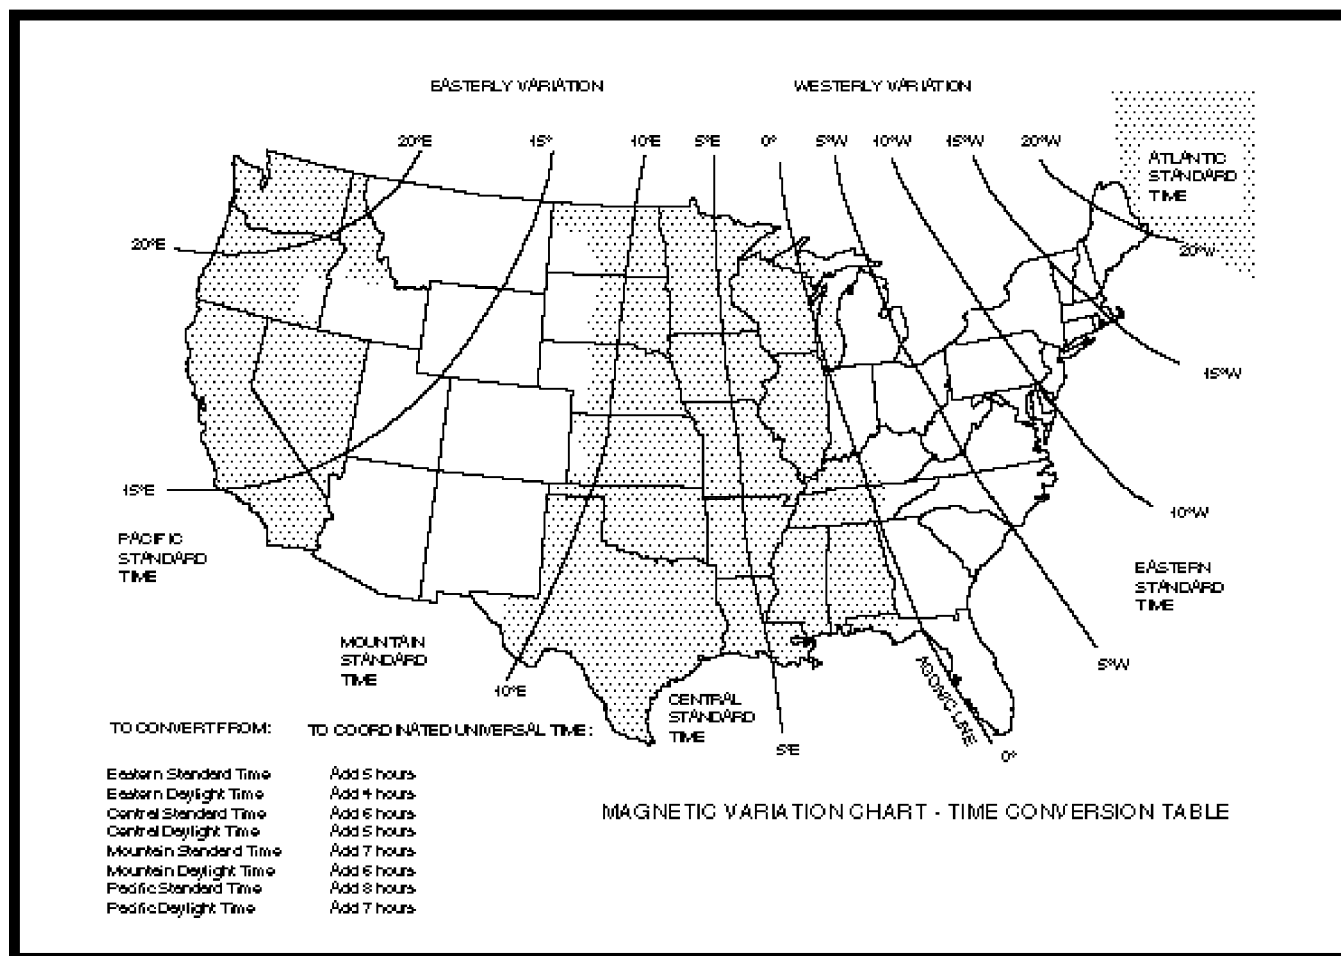 EASTERLY VARIATION
WESTERLY VARIATION
20°E
15°
10°E
5°E
0°
5°W
10°W
15°W
20°W
ATLANTIC
STANDARD
TIME
20°E
20°W
15°W
15°E
10°W
PACIFIC
STANDARD
TIME
EASTERN
STANDARD
TIME
MOUNTAIN
STANDARD
TIME
5°W
10°E
CENTRAL
STANDARD
TIME
AGONIC LINE
5°E
0°
TO CONVERT FROM: TO COORDINATED UNIVERSAL TIME:
Eastern Standard Time Add 5 hours
Eastern Daylight Time Add 4 hours
Central Standard Time Add 6 hours
Central Daylight Time Add 5 hours
Mountain Standard Time Add 7 hours
Mountain Daylight Time Add 6 hours
Pacific Standard Time Add 8 hours
Pacific Daylight Time Add 7 hours
MAGNETIC VARIATION CHART - TIME CONVERSION TABLE